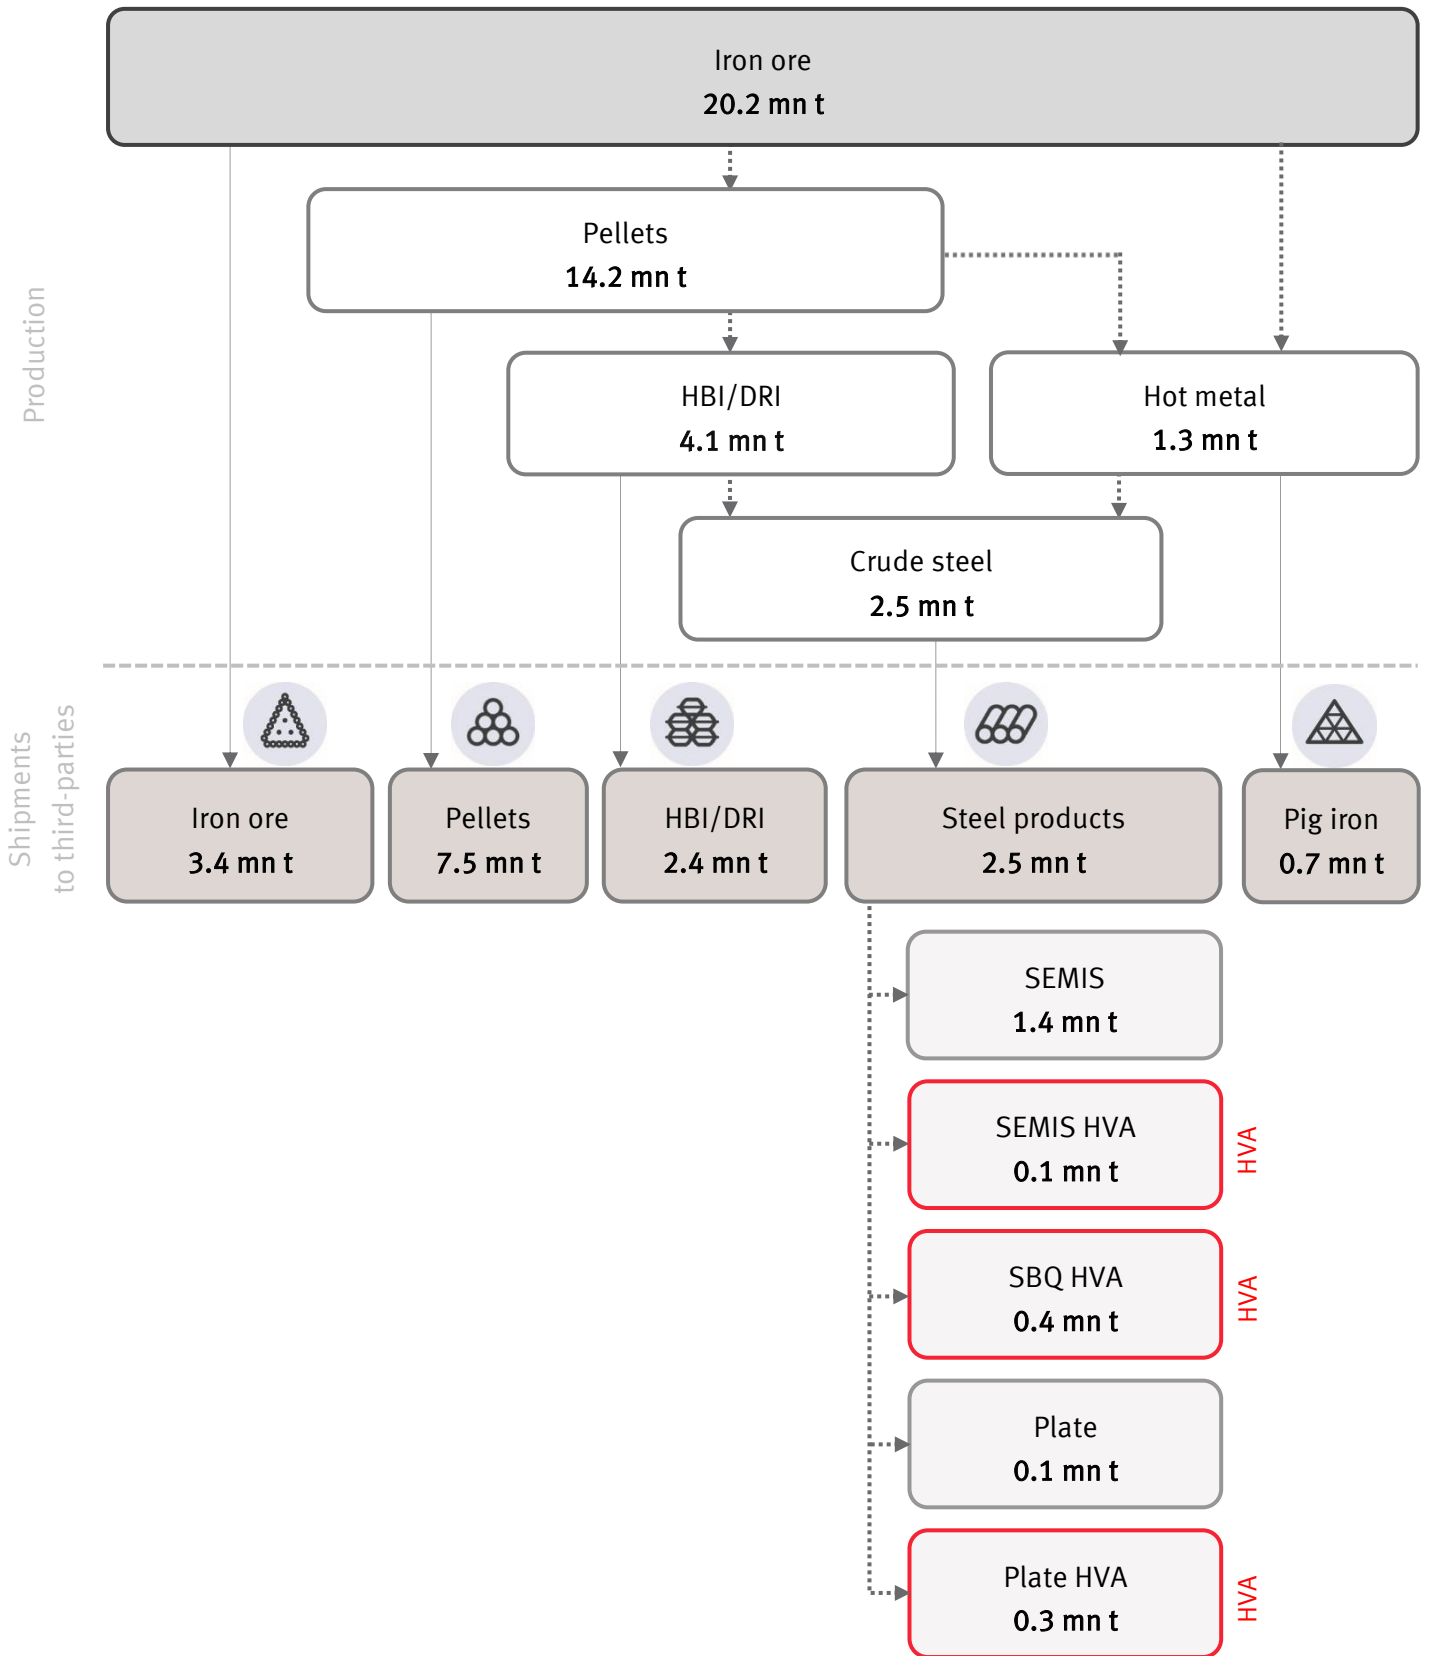 Iron ore
20.2 mn t
Production
Pellets
14.2 mn t
HBI/DRI
4.1 mn t
Hot metal
1.3 mn t
Crude steel
2.5 mn t
Shipments
to third-parties
Iron ore
3.4 mn t
Pellets
7.5 mn t
HBI/DRI
2.4 mn t
Steel products
2.5 mn t
Pig iron
0.7 mn t
SEMIS
1.4 mn t
SEMIS HVA
0.1 mn t
HVA
SBQ HVA
0.4 mn t
HVA
Plate
0.1 mn t
Plate HVA
0.3 mn t
HVA